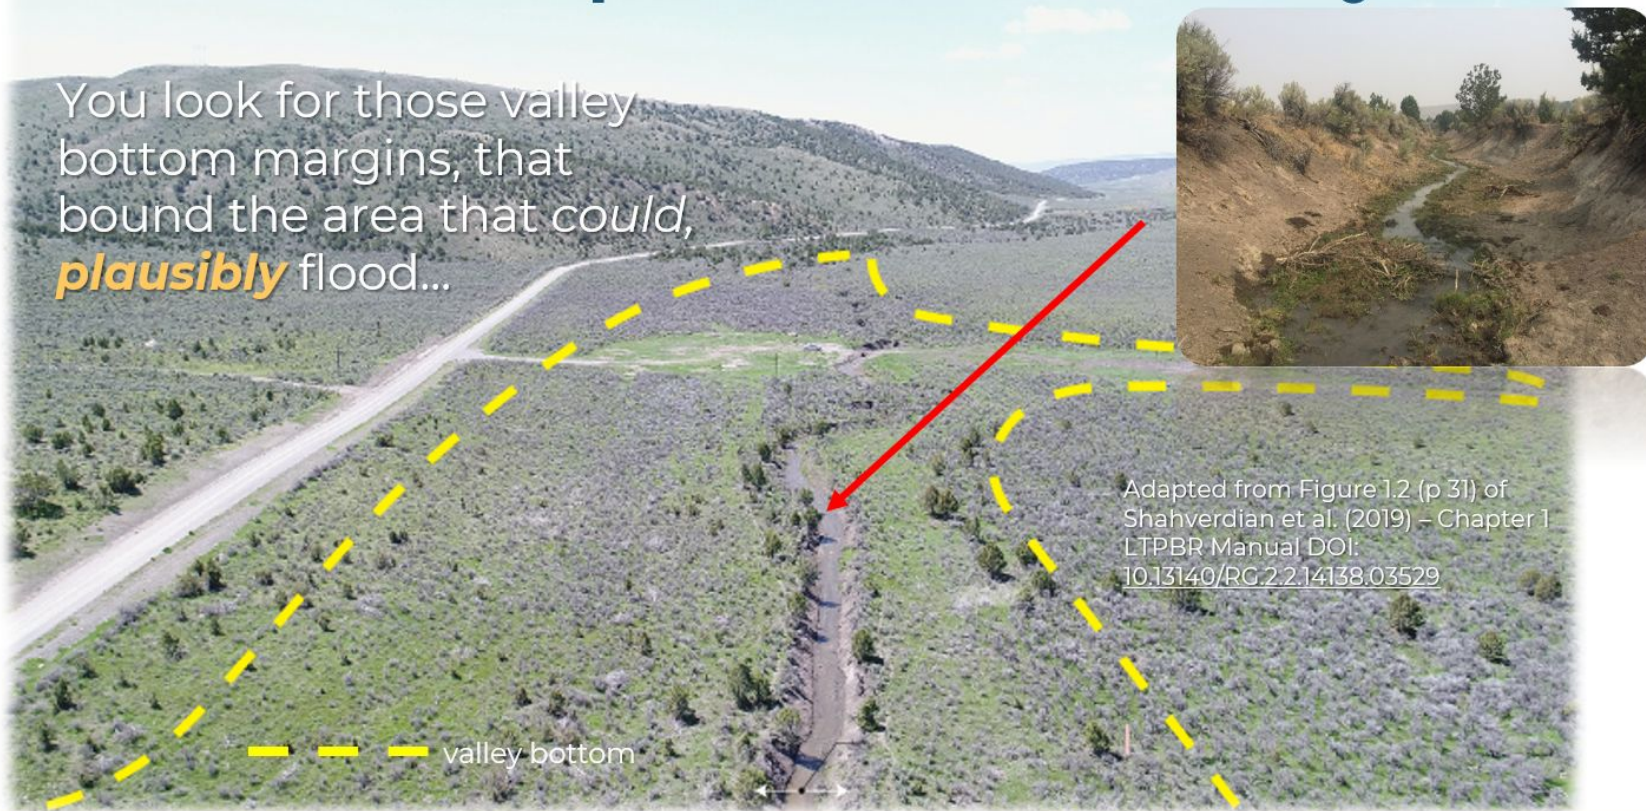 You look for those valley
bottom margins, that
bound the area that could,
plausibly flood...
Adapted from Figure 1.2 (p 31) of
Shahverdian et al. (2019) – Chapter 1
LTPBR Manual DOI:
10.13140/RG.2.2.14138.03529
valley bottom